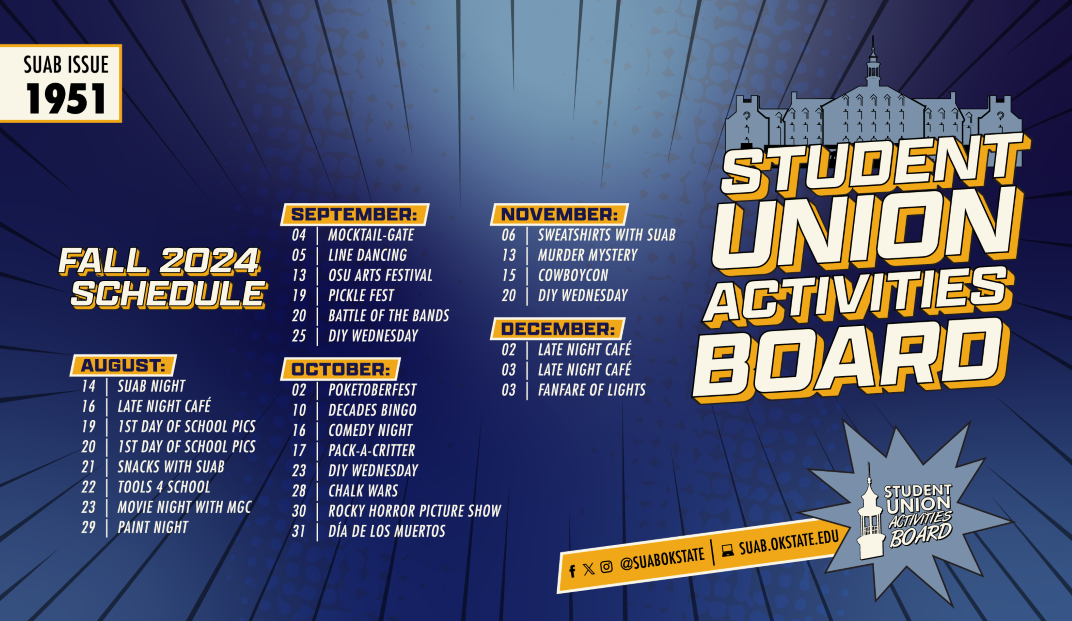 SUAB ISSUE
1951
FALL 2024
SCHEDULE
AUGUST:
14 | SUAB NIGHT
16 | LATE NIGHT CAFÉ
19 | 1ST DAY OF SCHOOL PICS
20 | 1ST DAY OF SCHOOL PICS
21 | SNACKS WITH SUAB
22 | TOOLS 4 SCHOOL
23 | MOVIE NIGHT WITH MGC
29 | PAINT NIGHT
SEPTEMBER:
04 | MOCKTAIL-GATE
05 | LINE DANCING
13 | OSU ARTS FESTIVAL
19 | PICKLE FEST
20 | BATTLE OF THE BANDS
25 | DIY WEDNESDAY
OCTOBER:
02 | POKETOBERFEST
10 | DECADES BINGO
16 | COMEDY NIGHT
17 | PACK-A-CRITTER
23 | DIY WEDNESDAY
28 | CHALK WARS
30 | ROCKY HORROR PICTURE SHOW
31 | DÍA DE LOS MUERTOS
NOVEMBER:
06 | SWEATSHIRTS WITH SUAB
13 | MURDER MYSTERY
15 | COWBOYCON
20 | DIY WEDNESDAY
DECEMBER:
02 | LATE NIGHT CAFÉ
03 | LATE NIGHT CAFÉ
03 | FANFARE OF LIGHTS
STUDENT
UNION
ACTIVITIES
BOARD
@SUABOKSTATE | SUAB.OKSTATE.EDU
STUDENT
UNION
ACTIVITIES
BOARD